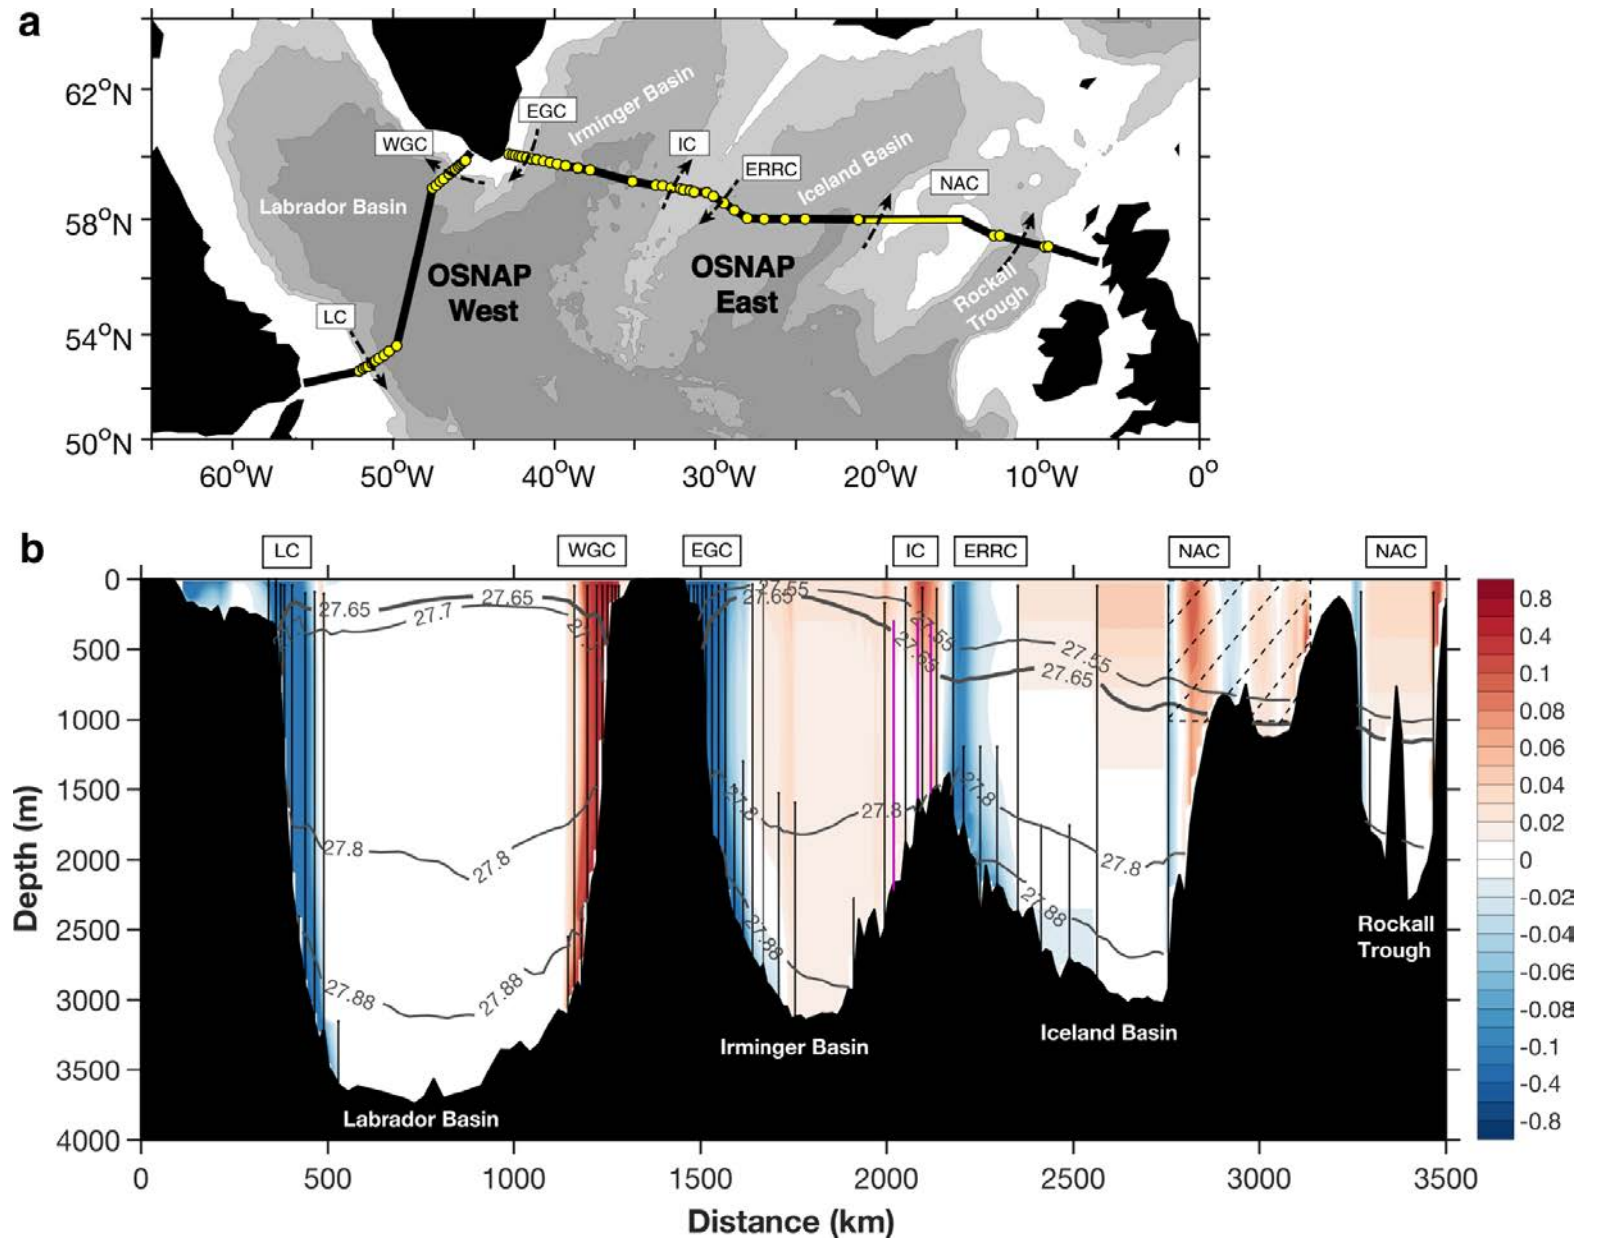 a
62°N
58°N
54°N
50°N
60°W
50°W
40°W
30°W
20°W
10°W
0°
EGC
WGC
IC
ERRC
NAC
LC
Labrador Basin
Irminger Basin
Iceland Basin
Rockall
Trough
OSNAP
West
OSNAP
East
b
LC
WGC
EGC
IC
ERRC
NAC
NAC
0
500
1000
1500
2000
2500
3000
3500
4000
Depth (m)
27.65
27.7
27.65
27.8
27.8
27.88
27.88
27.65
27.8
27.88
27.8
27.55
27.65
27.55
27.65
27.8
27.8
27.88
Labrador Basin
Irminger Basin
Iceland Basin
Rockall
Trough
0
500
1000
1500
2000
2500
3000
3500
Distance (km)
0.8
0.4
0.1
0.08
0.06
0.04
0.02
0
-0.02
-0.04
-0.06
-0.08
-0.1
-0.4
-0.8